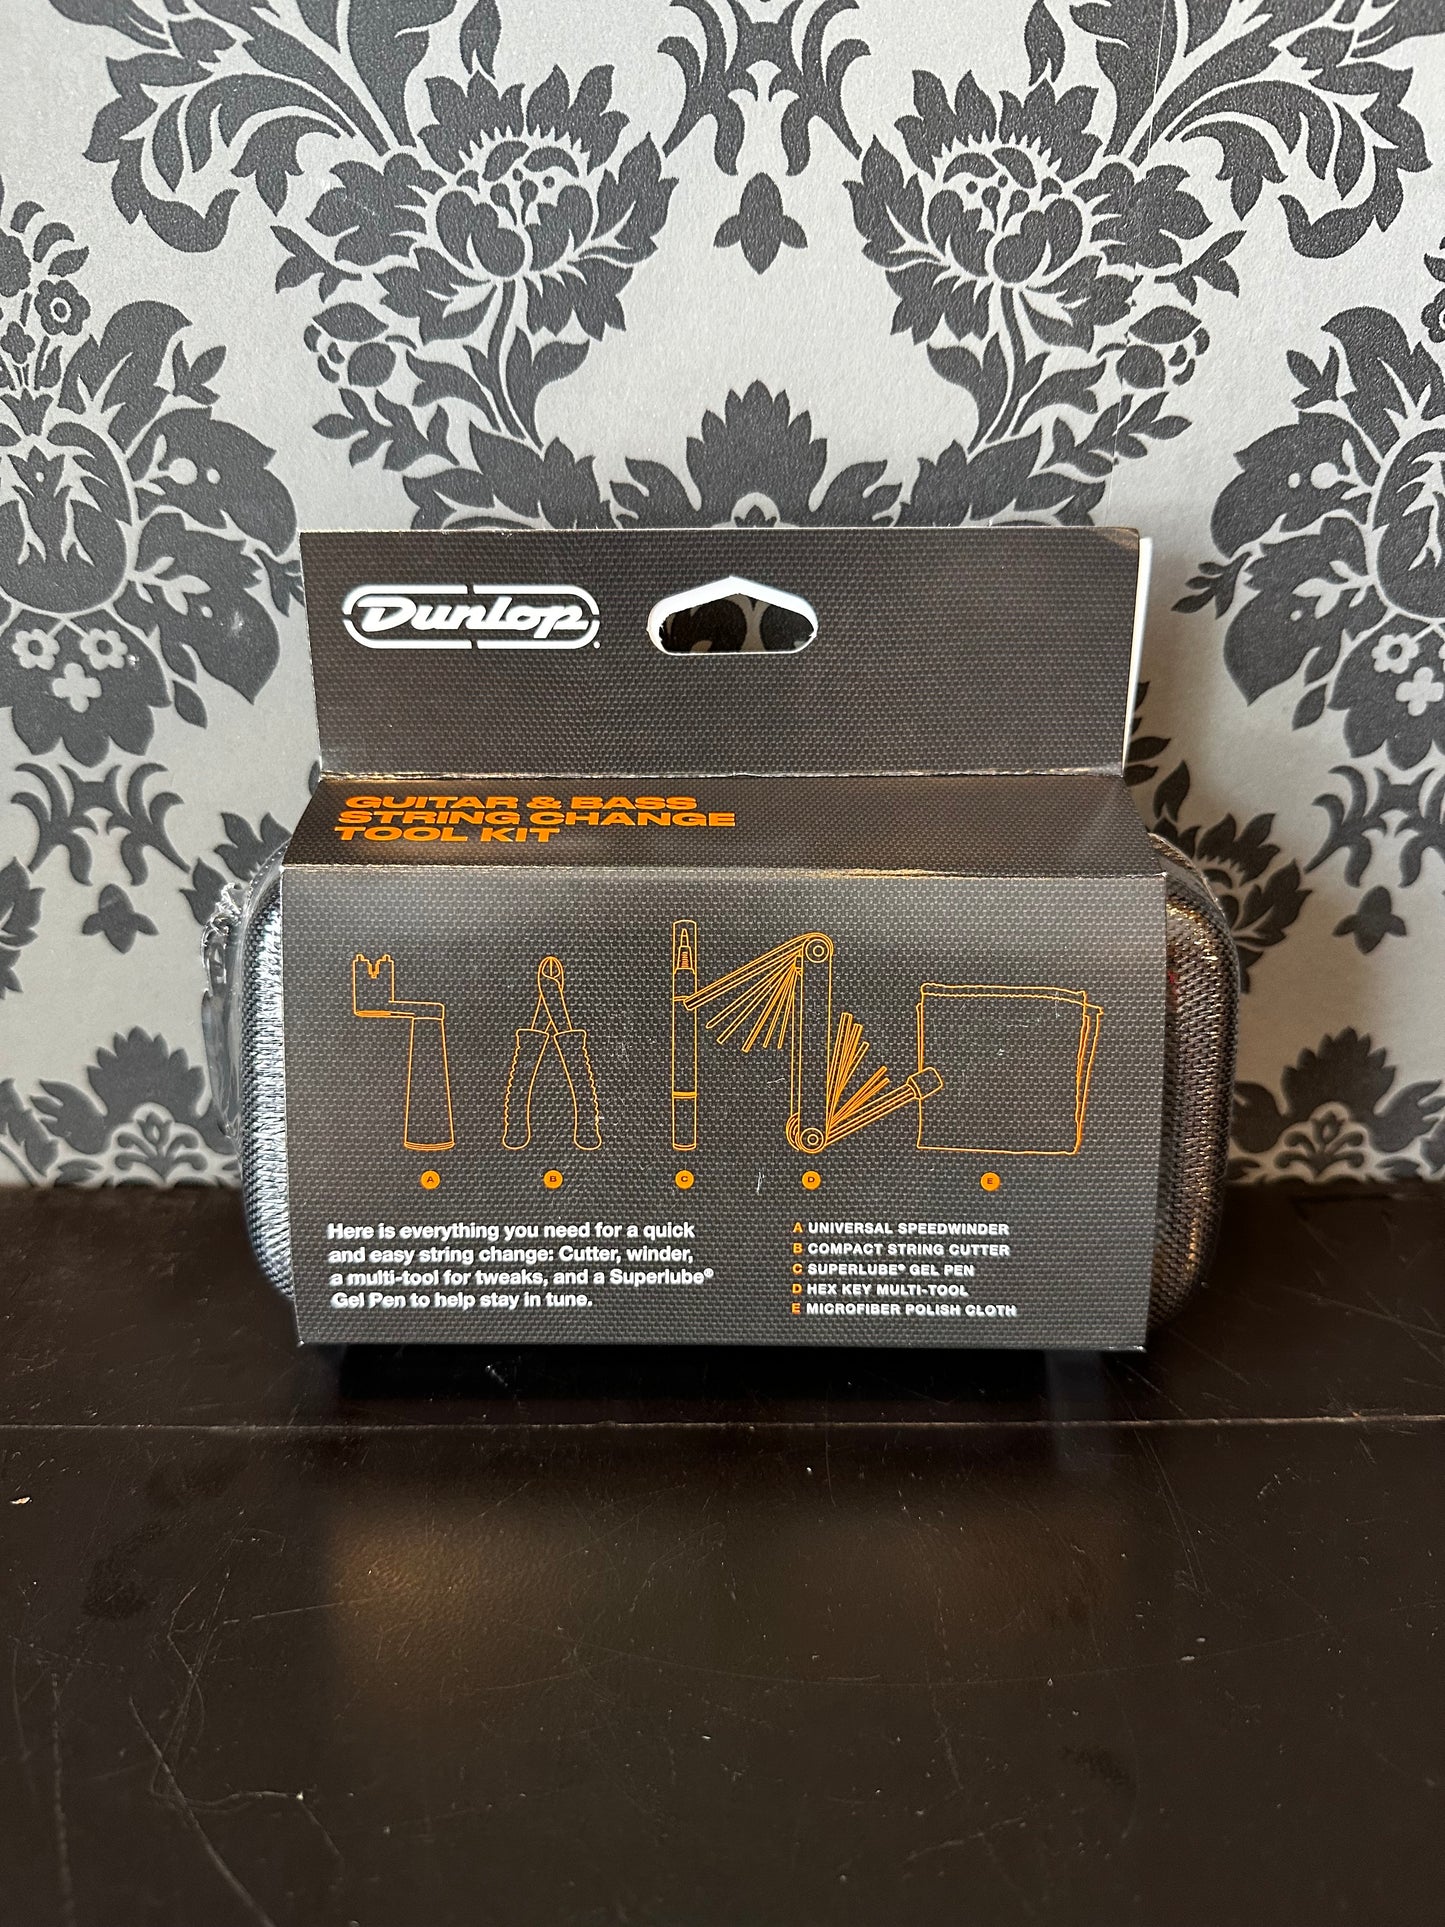 Dunlop
GUITAR & BASS
STRING CHANGE
TOOL KIT
A
B
C
D
E
Here is everything you need for a quick
and easy string change: Cutter, winder,
a multi-tool for tweaks, and a Superlube®
Gel Pen to help stay in tune.
A UNIVERSAL SPEEDWINDER
B COMPACT STRING CUTTER
C SUPERLUBE® GEL PEN
D HEX KEY MULTI-TOOL
E MICROFIBER POLISH CLOTH